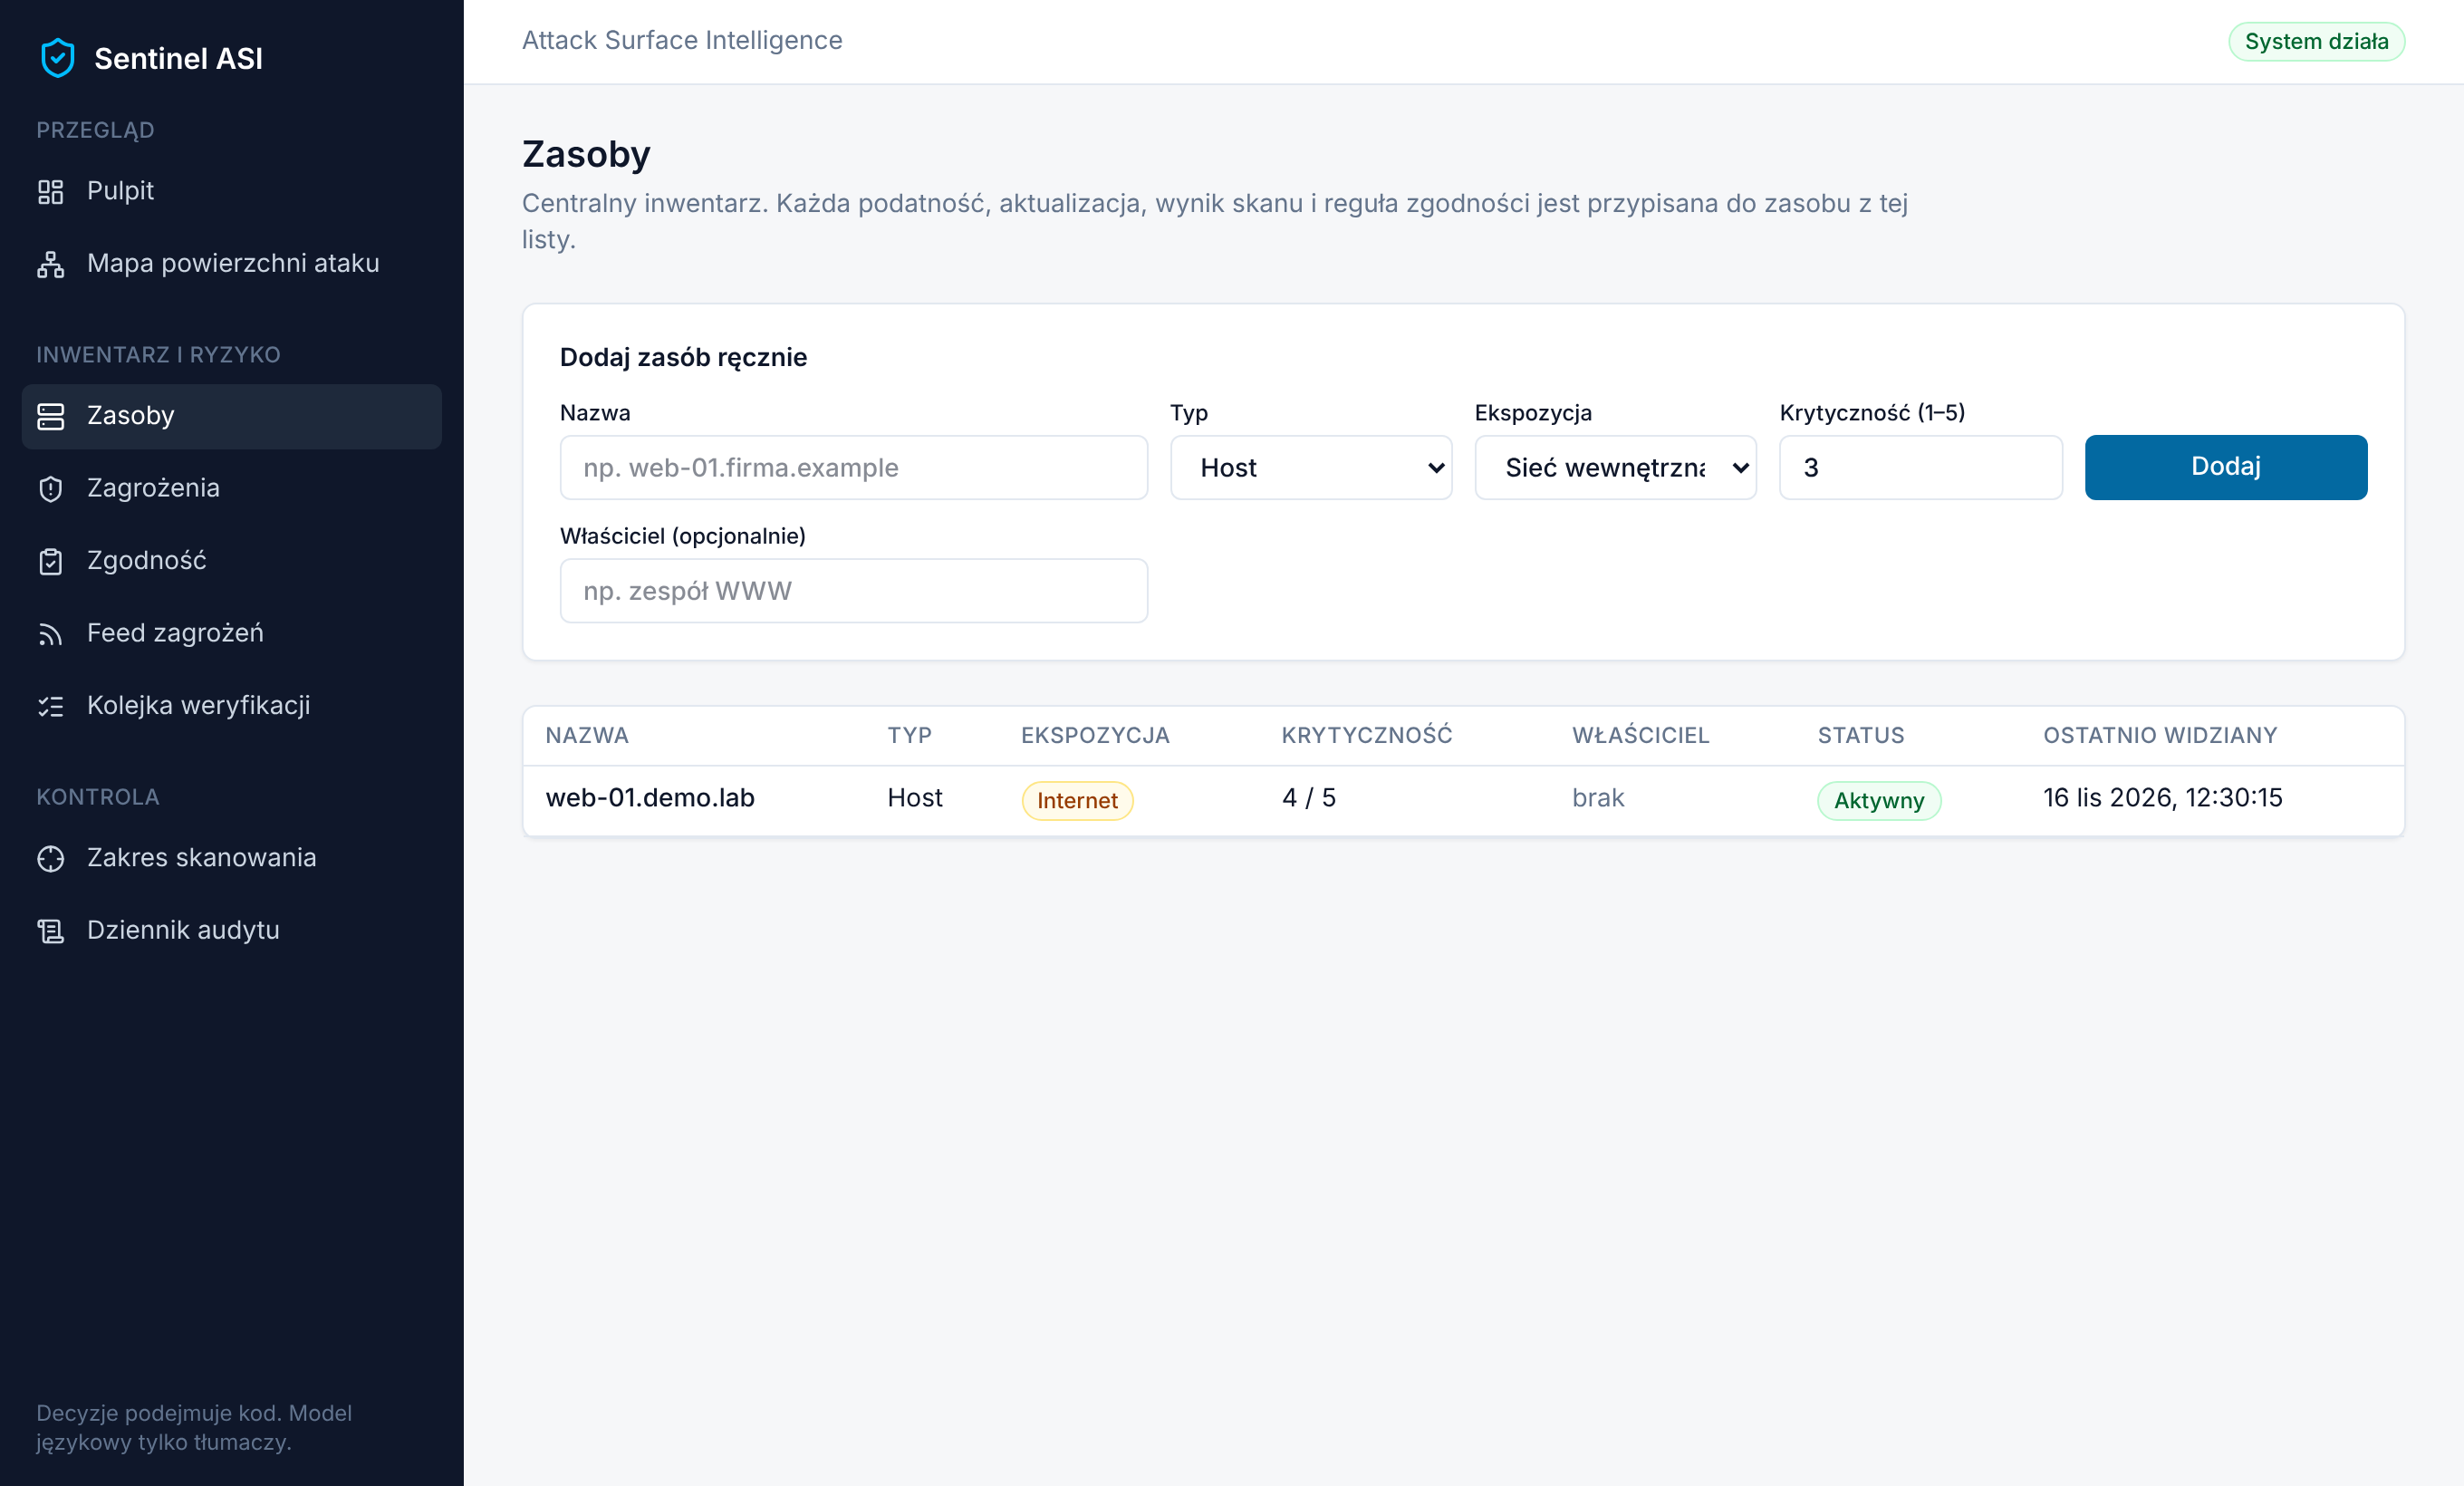 Sentinel ASI
PRZEGLĄD
Pulpit
Mapa powierzchni ataku
INWENTARZ I RYZYKO
Zasoby
Zagrożenia
Zgodność
Feed zagrożeń
Kolejka weryfikacji
KONTROLA
Zakres skanowania
Dziennik audytu
Decyzje podejmuje kod. Model
językowy tylko tłumaczy.
Attack Surface Intelligence
System działa
Zasoby
Centralny inwentarz. Każda podatność, aktualizacja, wynik skanu i reguła zgodności jest przypisana do zasobu z tej
listy.
Dodaj zasób ręcznie
Nazwa Typ Ekspozycja Krytyczność (1–5)
np. web-01.firma.example Host Sieć wewnętrzna 3 Dodaj
Właściciel (opcjonalnie)
np. zespół WWW
NAZWA TYP EKSPOZYCJA KRYTYCZNOŚĆ WŁAŚCICIEL STATUS OSTATNIO WIDZIANY
web-01.demo.lab Host Internet 4 / 5 brak Aktywny 16 lis 2026, 12:30:15